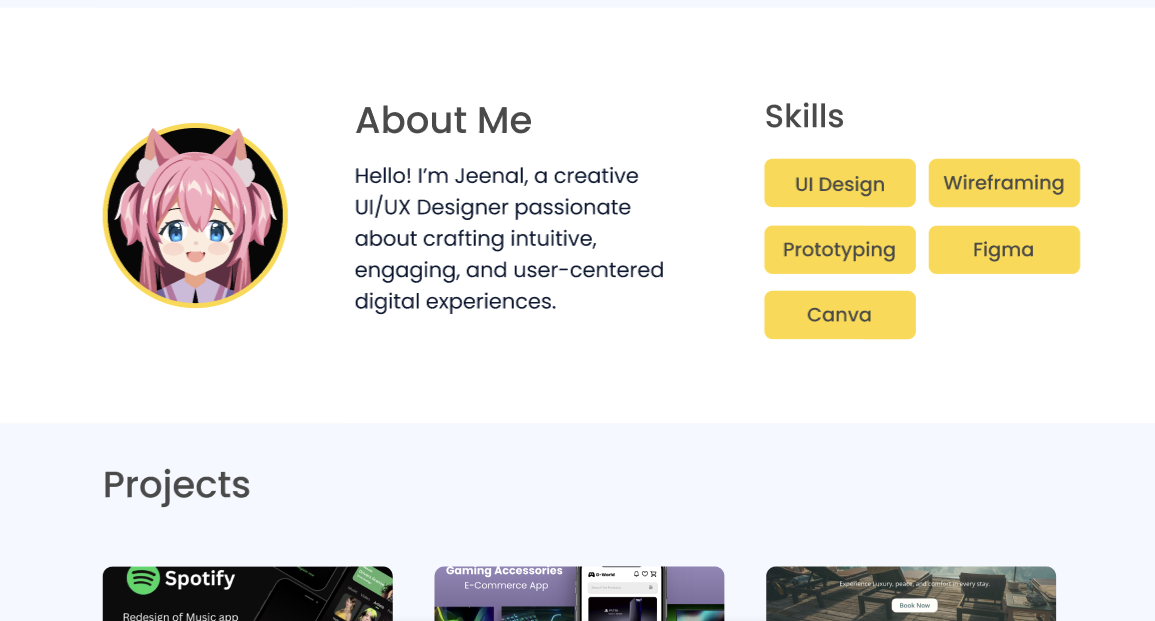 About Me
Hello! I’m Jeenal, a creative
UI/UX Designer passionate
about crafting intuitive,
engaging, and user-centered
digital experiences.
Skills
UI Design
Wireframing
Prototyping
Figma
Canva
Projects
Spotify
Redesign of Music app
Gaming Accessories
E-Commerce App
G-World
Experience Luxury, peace, and comfort in every stay.
Book Now